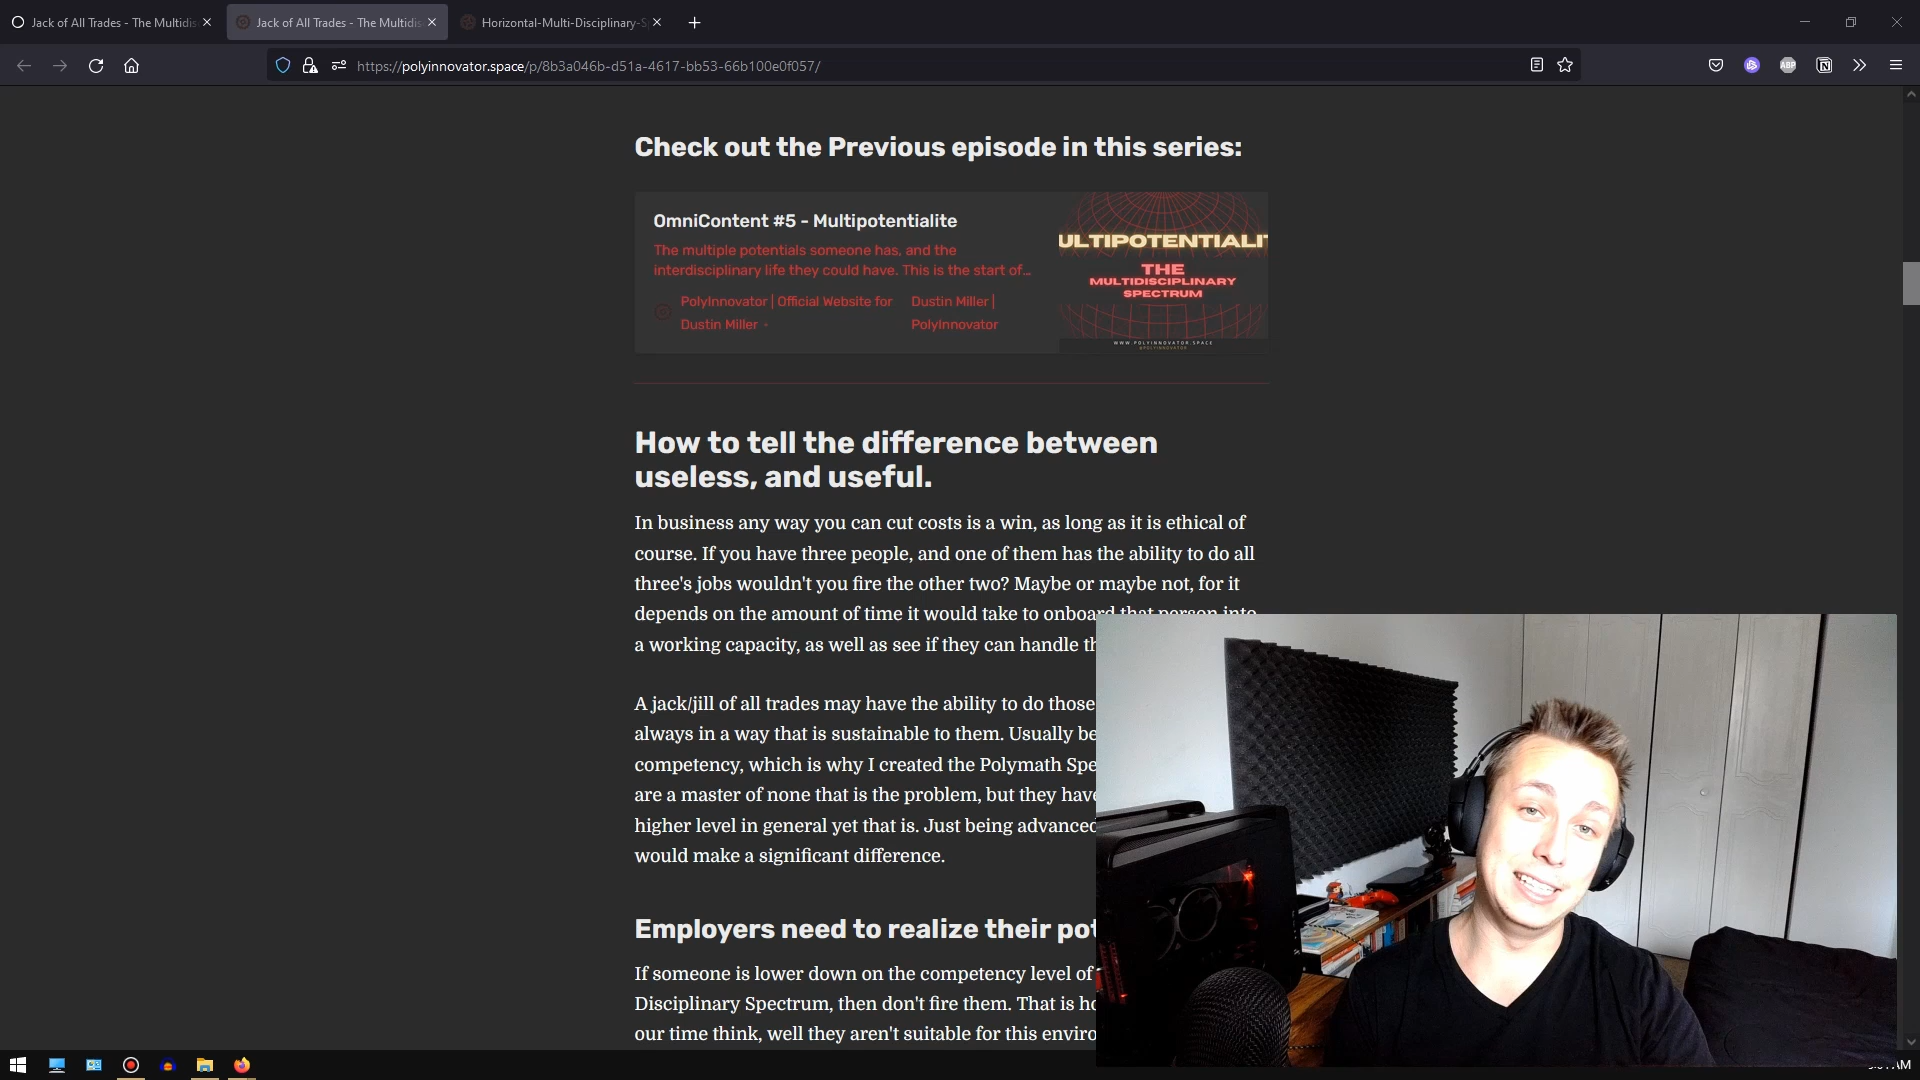 Jack of All Trades - The Multidis
Jack of All Trades - The Multidis
Horizontal-Multi-Disciplinary-S
https://polyinnovator.space/p/8b3a046b-d51a-4617-bb53-66b100e0f057/
ABP
Check out the Previous episode in this series:
OmniContent #5 - Multipotentialite
The multiple potentials someone has, and the
interdisciplinary life they could have. This is the start of…
PolyInnovator | Official Website for
Dustin Miller •
Dustin Miller |
PolyInnovator
ULTIPOTENTIALIT
THE
MULTIDISCIPLINARY
SPECTRUM
WWW.POLYINNOVATOR.SPACE
@POLYINNOVATOR
How to tell the difference between
useless, and useful.
In business any way you can cut costs is a win, as long as it is ethical of
course. If you have three people, and one of them has the ability to do all
three's jobs wouldn't you fire the other two? Maybe or maybe not, for it
depends on the amount of time it would take to onboard that person into
a working capacity, as well as see if they can handle th
A jack/jill of all trades may have the ability to do those
always in a way that is sustainable to them. Usually be
competency, which is why I created the Polymath Spe
are a master of none that is the problem, but they have
higher level in general yet that is. Just being advanced
would make a significant difference.
Employers need to realize their pot
If someone is lower down on the competency level of
Disciplinary Spectrum, then don't fire them. That is ho
our time think, well they aren't suitable for this enviro
AM